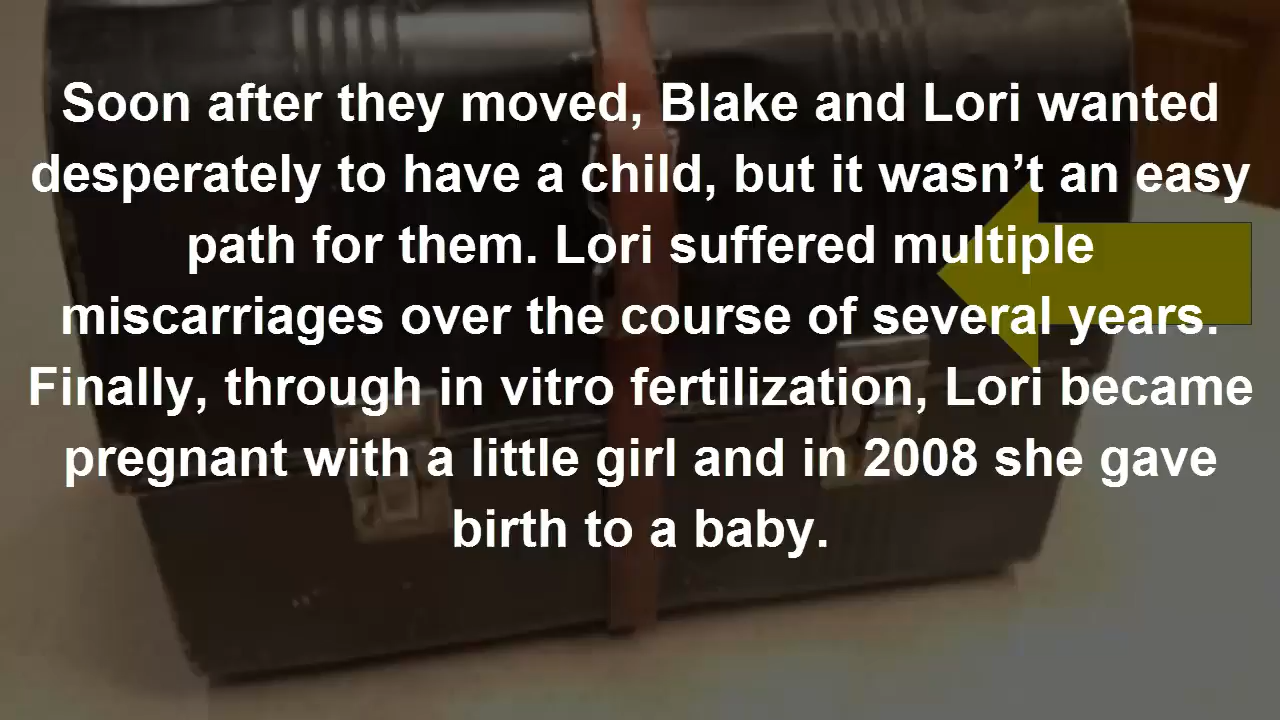 Soon after they moved, Blake and Lori wanted
desperately to have a child, but it wasn’t an easy
path for them. Lori suffered multiple
miscarriages over the course of several years.
Finally, through in vitro fertilization, Lori became
pregnant with a little girl and in 2008 she gave
birth to a baby.